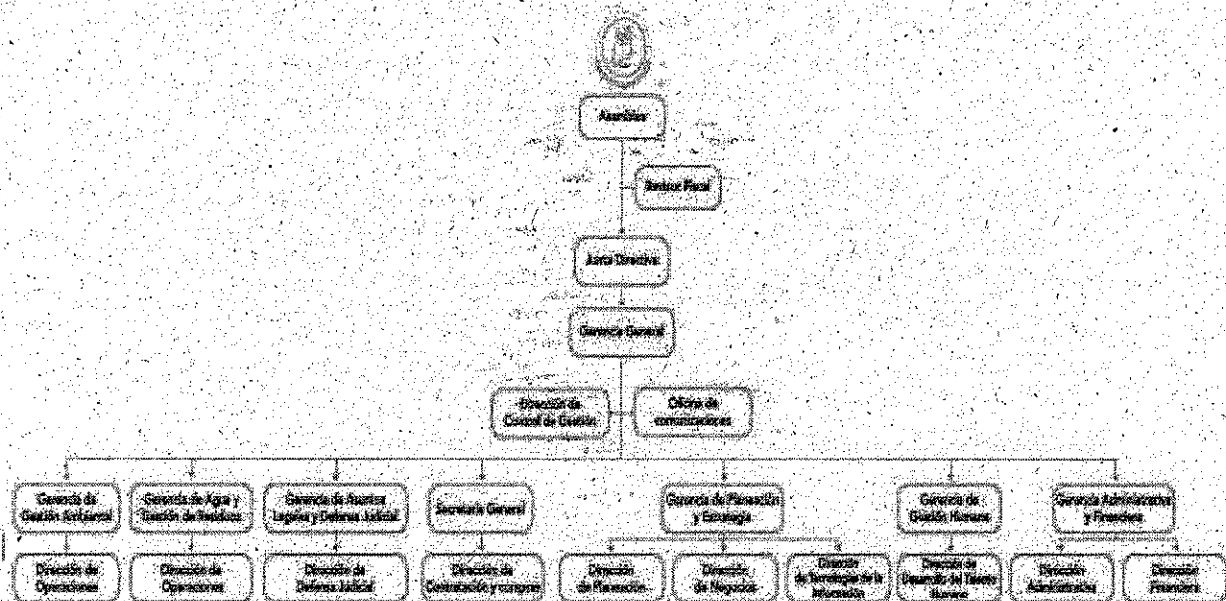 Asamblea
Revisor Fiscal
Junta Directiva
Gerencia General
Dirección de
Control de Gestión
Oficina de
comunicaciones
Gerencia de
Gestión Ambiental
Gerencia de Agua y
Gestión de Residuos
Gerencia de Asuntos
Legales y Defensa Judicial
Secretaría General
Gerencia de Planeación
y Estrategia
Gerencia de
Gestión Humana
Gerencia Administrativa
y Financiera
Dirección de
Operaciones
Dirección de
Operaciones
Dirección de
Defensa Judicial
Dirección de
Contratación y compras
Dirección
de Planeación
Dirección
de Negocios
Dirección
de Tecnologías de la
Información
Dirección de
Desarrollo del Talento
Humano
Dirección
Administrativa
Dirección
Financiera